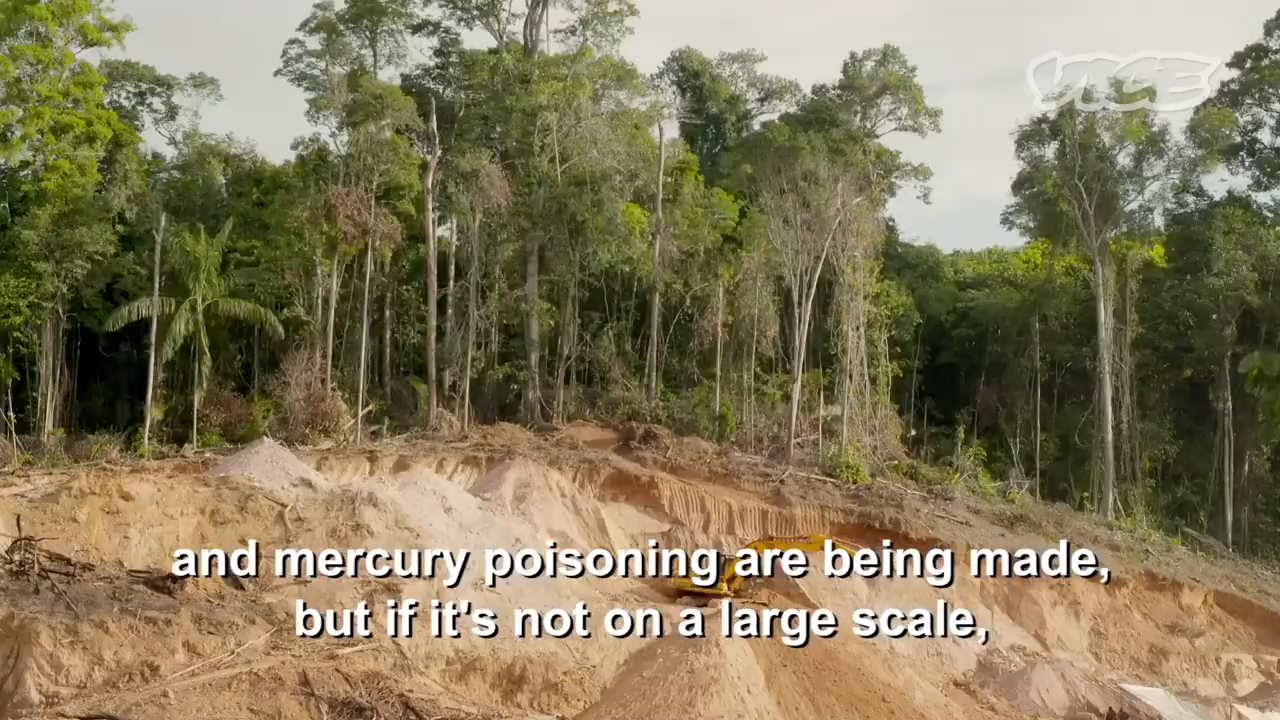 VICE
and mercury poisoning are being made,
but if it's not on a large scale,